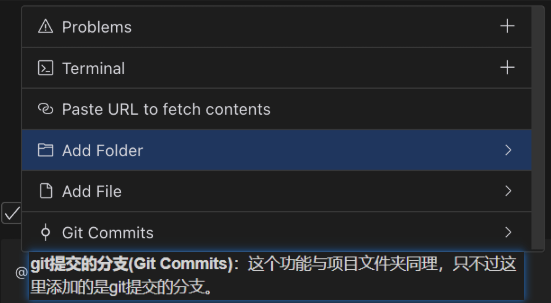 Problems
Terminal
Paste URL to fetch contents
Add Folder
Add File
Git Commits
@
git提交的分支(Git Commits)：这个功能与项目文件夹同理，只不过这
里添加的是git提交的分支。